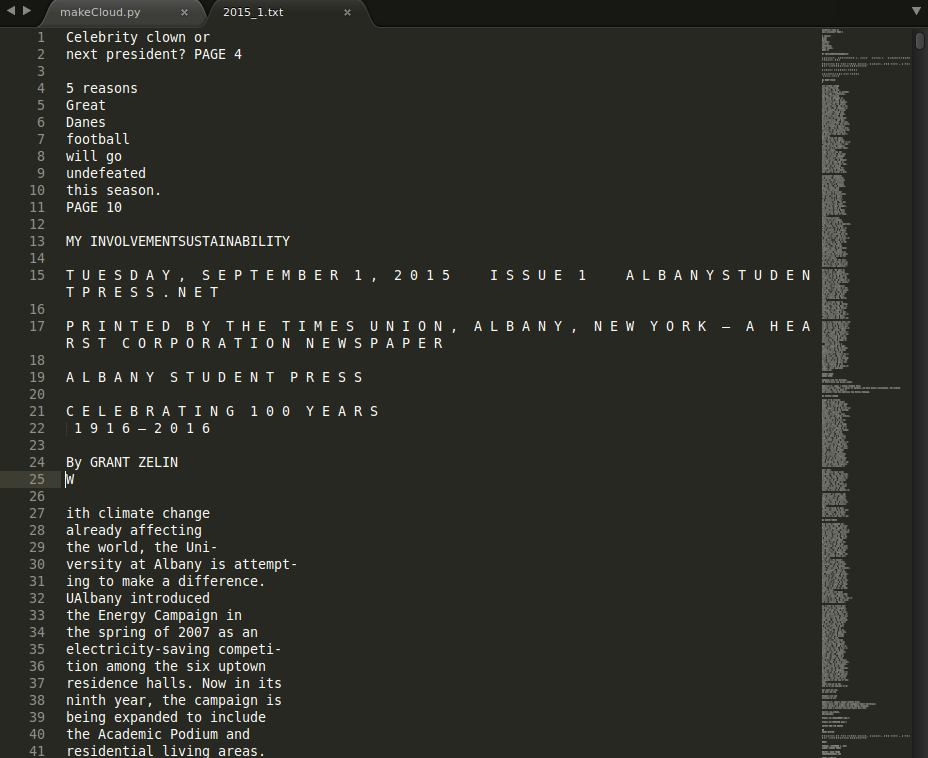 makeCloud.py × 2015_1.txt ×
1 Celebrity clown or
2 next president? PAGE 4
3
4 5 reasons
5 Great
6 Danes
7 football
8 will go
9 undefeated
10 this season.
11 PAGE 10
12
13 MY INVOLVEMENTSUSTAINABILITY
14
15 T U E S D A Y ,  S E P T E M B E R  1 ,  2 0 1 5    I S S U E  1    A L B A N Y S T U D E N
T P R E S S . N E T
16
17 P R I N T E D  B Y  T H E  T I M E S  U N I O N ,  A L B A N Y ,  N E W  Y O R K  —  A  H E A
R S T  C O R P O R A T I O N  N E W S P A P E R
18
19 A L B A N Y  S T U D E N T  P R E S S
20
21 C E L E B R A T I N G  1 0 0  Y E A R S
22 1 9 1 6 – 2 0 1 6
23
24 By GRANT ZELIN
25 W
26
27 ith climate change
28 already affecting
29 the world, the Uni-
30 versity at Albany is attempt-
31 ing to make a difference.
32 UAlbany introduced
33 the Energy Campaign in
34 the spring of 2007 as an
35 electricity-saving competi-
36 tion among the six uptown
37 residence halls. Now in its
38 ninth year, the campaign is
39 being expanded to include
40 the Academic Podium and
41 residential living areas.